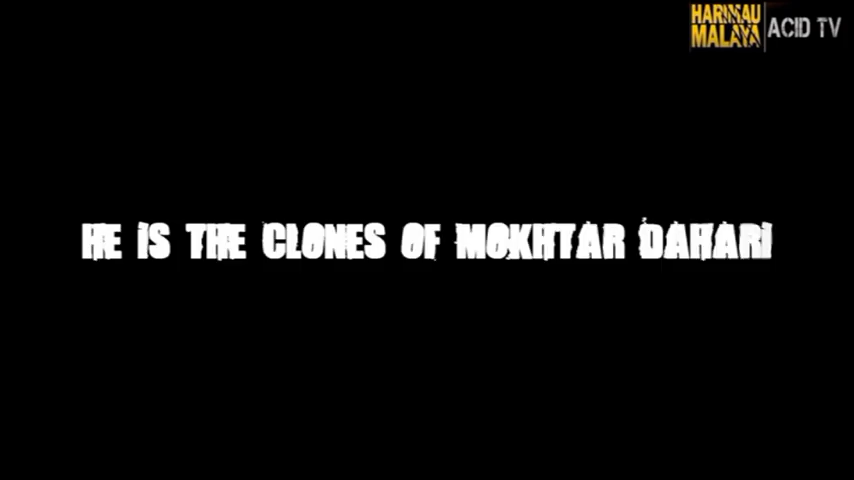 HARIMAU
MALAYA
ACID TV
HE IS THE CLONES OF MOKHTAR DAHARI